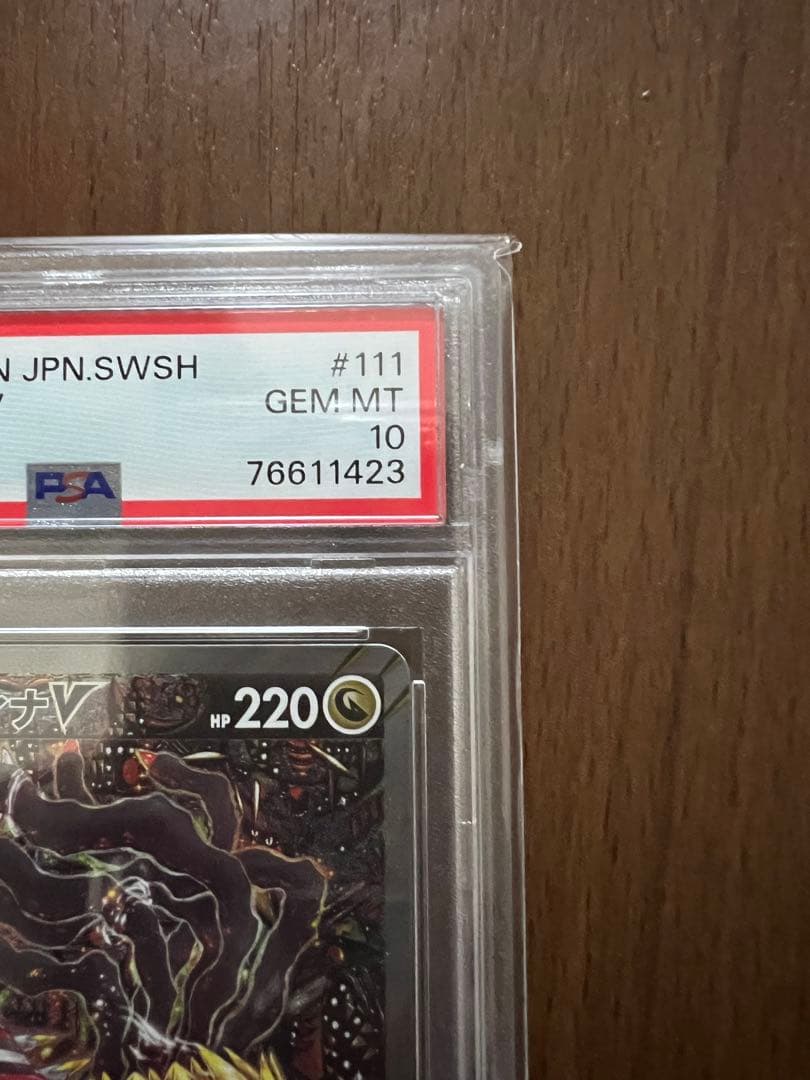 N JPN.SWSH #111
GEM MT
10
PSA 76611423
ナV HP 220